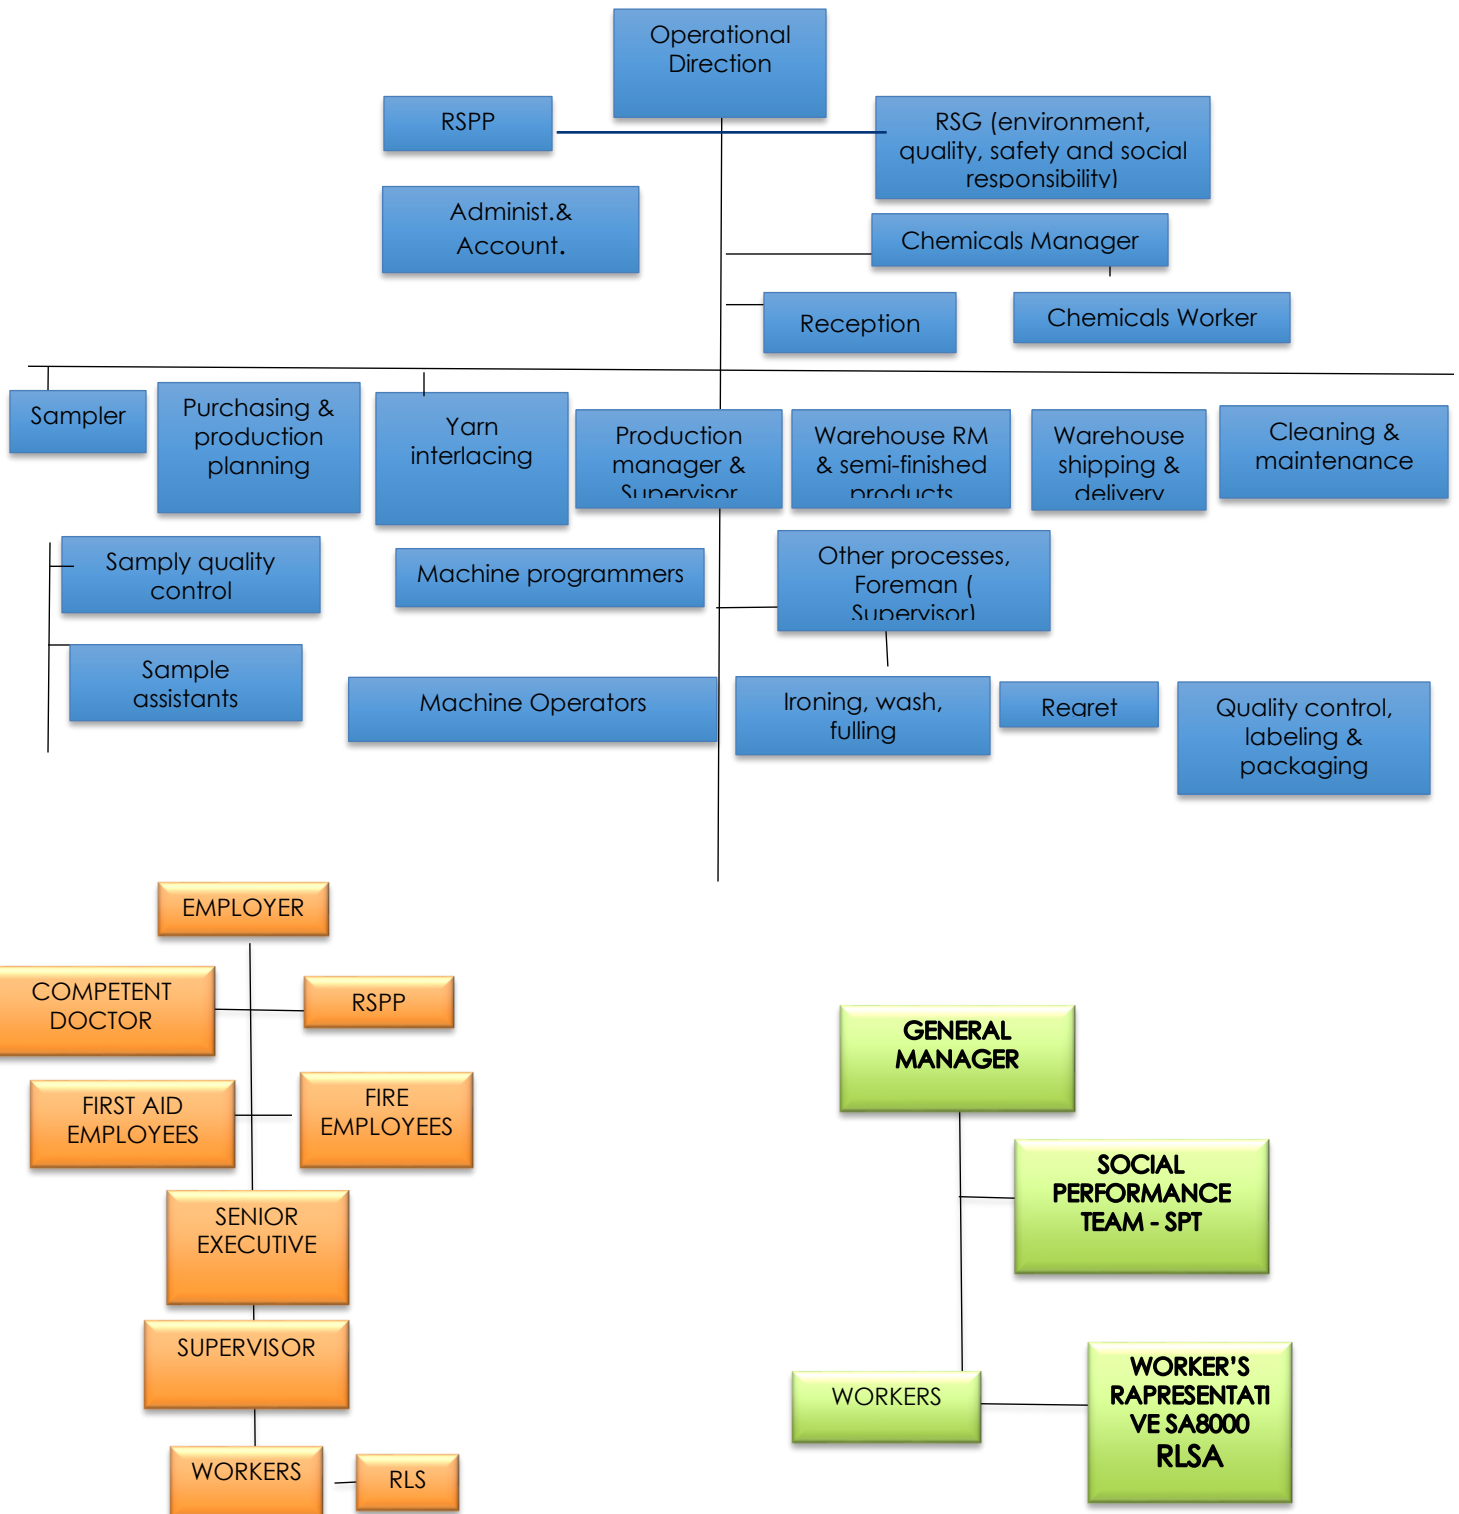 Operational
Direction
RSPP
RSG (environment,
quality, safety and social
responsibility)
Administ.&
Account.
Chemicals Manager
Reception
Chemicals Worker
Sampler
Purchasing &
production
planning
Yarn
interlacing
Production
manager &
Supervisor
Warehouse RM
& semi-finished
products
Warehouse
shipping &
delivery
Cleaning &
maintenance
Samply quality
control
Machine programmers
Other processes,
Foreman (
Supervisor)
Sample
assistants
Machine Operators
Ironing, wash,
fulling
Regret
Quality control,
labeling &
packaging
EMPLOYER
COMPETENT
DOCTOR
RSPP
FIRST AID
EMPLOYEES
FIRE
EMPLOYEES
SENIOR
EXECUTIVE
SUPERVISOR
WORKERS
RLS
GENERAL
MANAGER
SOCIAL
PERFORMANCE
TEAM - SPT
WORKERS
WORKER’S
RAPRESENTATI
VE SA8000
RLSA